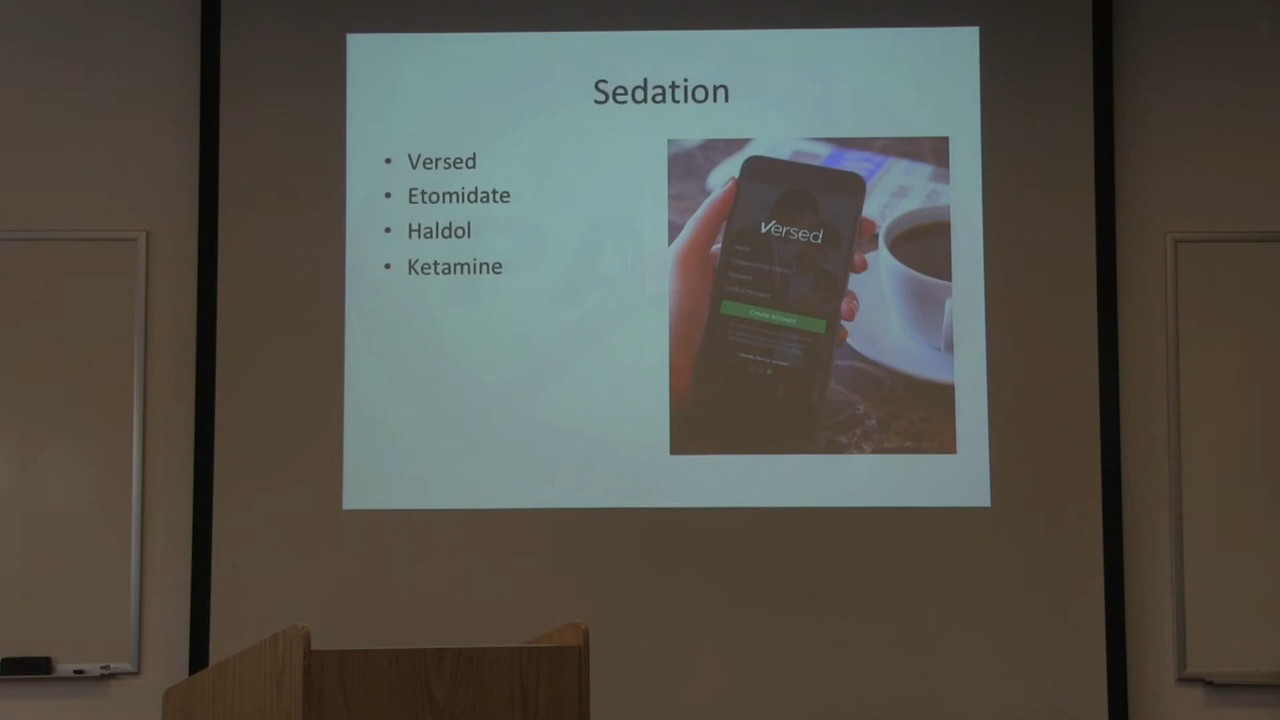 Sedation
• Versed
• Etomidate
• Haldol
• Ketamine
Versed
Create Account